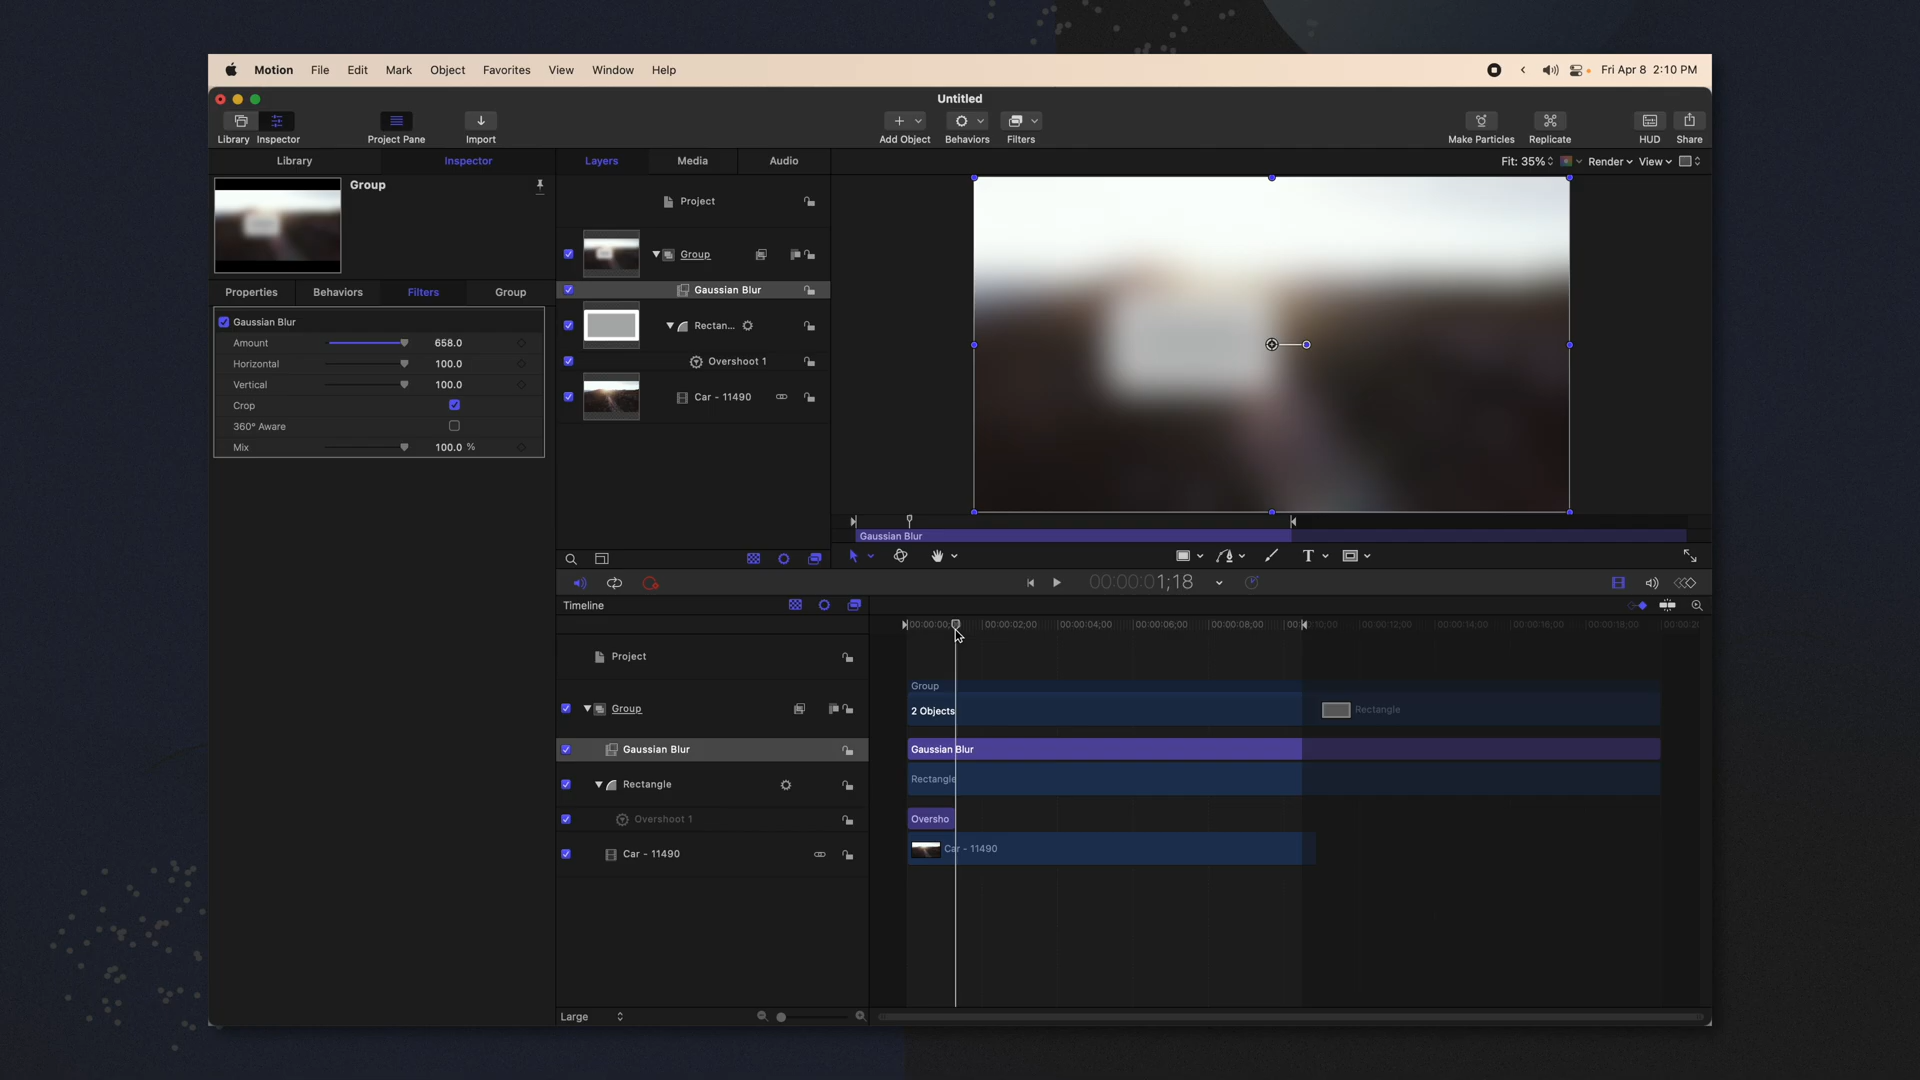 Motion File Edit Mark Object Favorites View Window Help Fri Apr 8 2:10 PM
Untitled
Library Inspector Project Pane Import Add Object Behaviors Filters Make Particles Replicate HUD Share
Library Inspector Layers Media Audio Fit: 35% Render View
Group
Project
Group
Properties Behaviors Filters Group
Gaussian Blur
Gaussian Blur
Amount 658.0
Horizontal 100.0
Vertical 100.0
Crop
360° Aware
Mix 100.0 %
Rectan...
Overshoot 1
Car - 11490
Gaussian Blur
T
00:00:01;18
Timeline
00:00:00;00 00:00:02;00 00:00:04;00 00:00:06;00 00:00:08;00 00:00:10;00 00:00:12;00 00:00:14;00 00:00:16;00 00:00:18;00
Project
Group
Group
2 Objects Rectangle
Gaussian Blur
Gaussian Blur
Rectangle
Rectangle
Overshoot 1
Oversho
Car - 11490
Car - 11490
Large